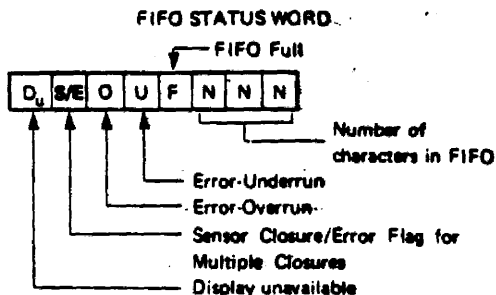 FIFO STATUS WORD
FIFO Full
Du S/E O U F N N N
Number of
characters in FIFO
Error-Underrun
Error-Overrun
Sensor Closure/Error Flag for
Multiple Closures
Display unavailable